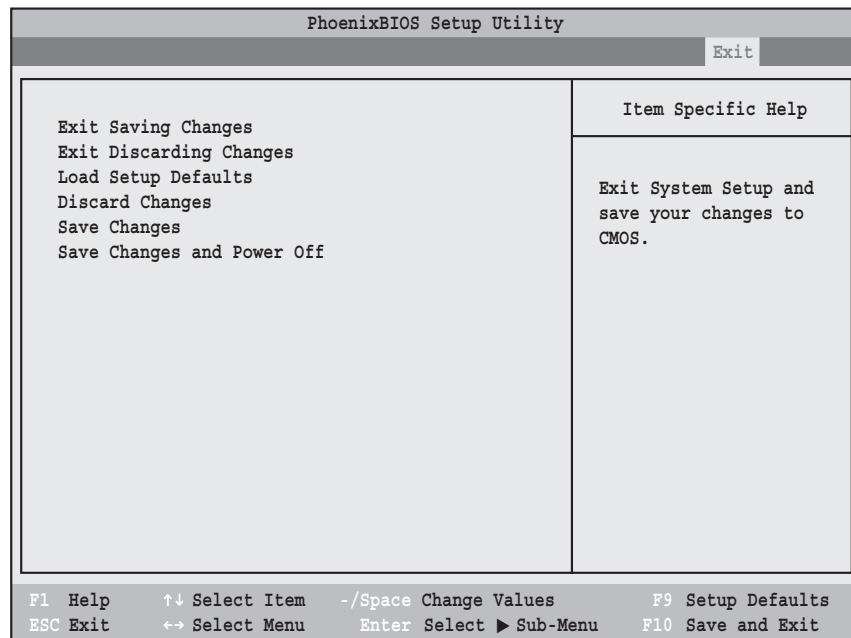 PhoenixBIOS Setup Utility
Exit
Exit Saving Changes
Exit Discarding Changes
Load Setup Defaults
Discard Changes
Save Changes
Save Changes and Power Off
Item Specific Help
Exit System Setup and
save your changes to
CMOS.
F1 Help ↑↓ Select Item -/Space Change Values F9 Setup Defaults
ESC Exit ←→ Select Menu Enter Select ▶ Sub-Menu F10 Save and Exit